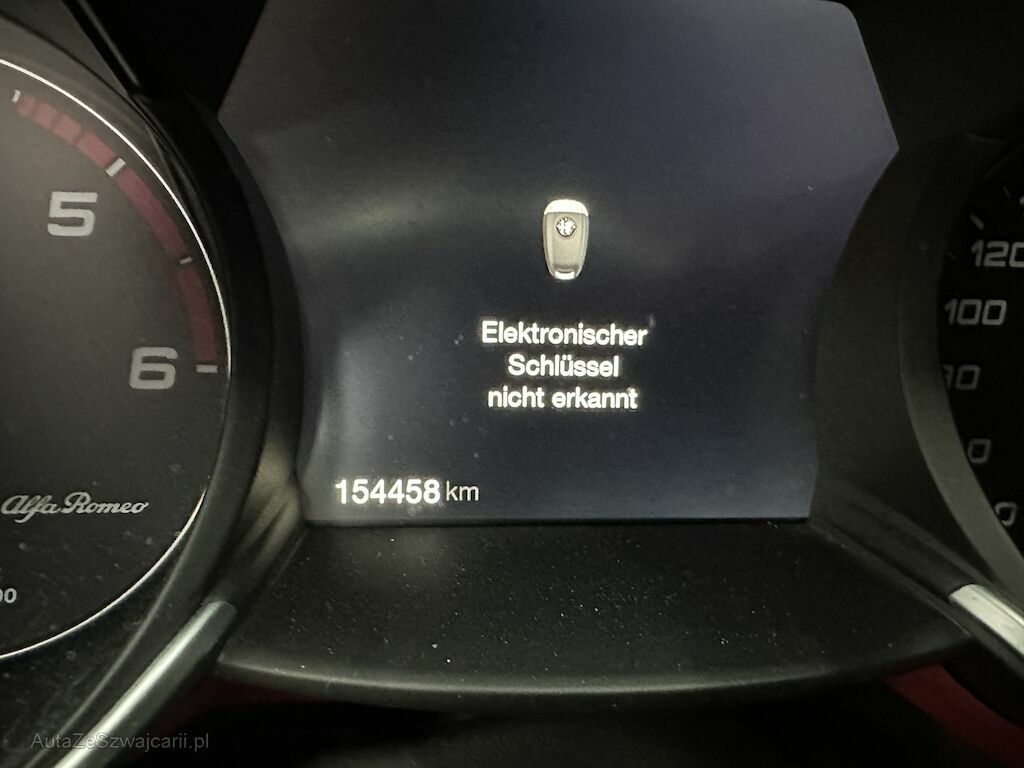 5
6
Alfa Romeo
Elektronischer
Schlüssel
nicht erkannt
154458 km
120
100
AutaZeSzwajcarii.pl